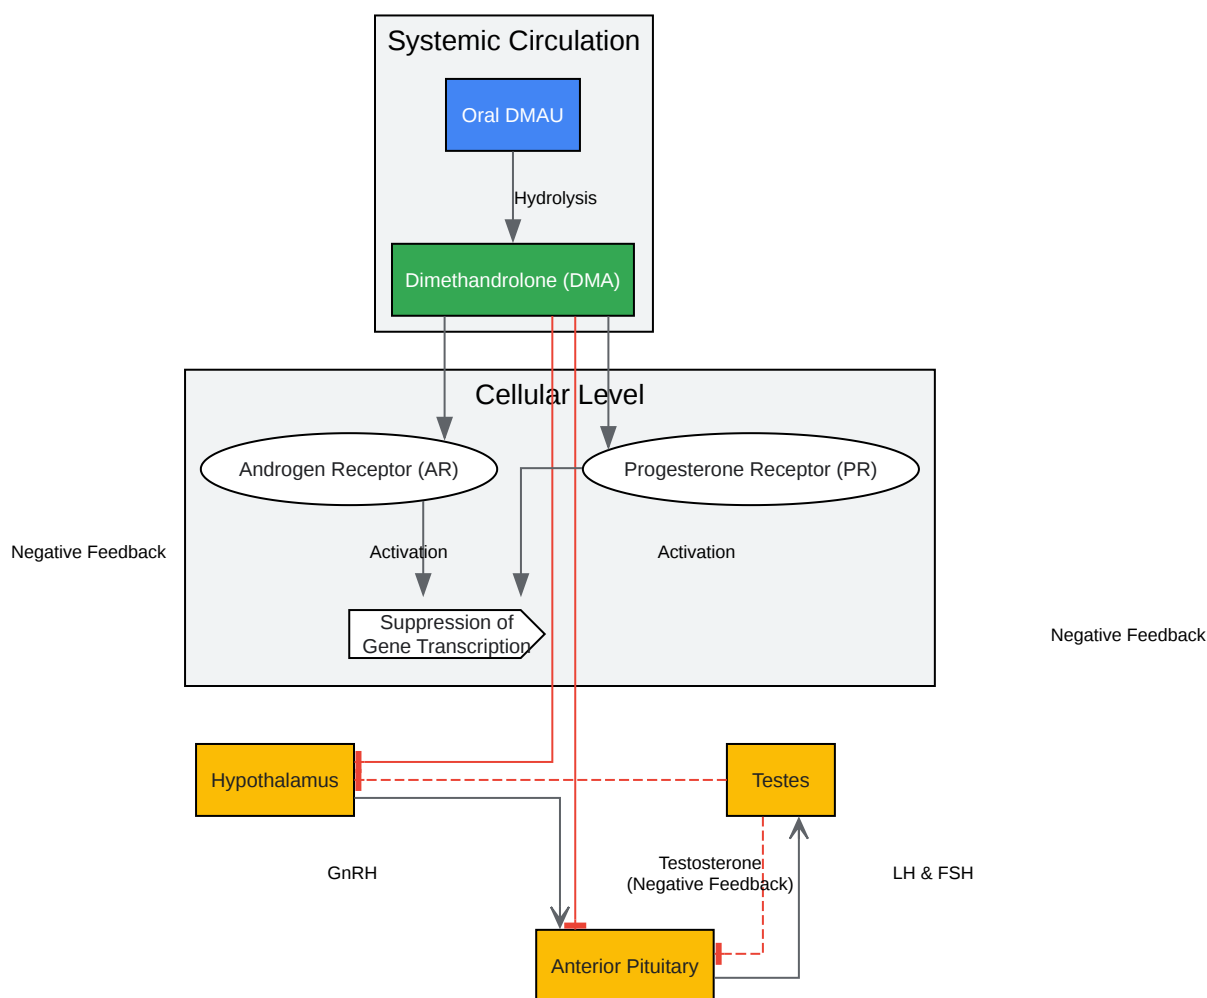 Systemic Circulation
Oral DMAU
Hydrolysis
Dimethandrolone (DMA)
Cellular Level
Androgen Receptor (AR)
Progesterone Receptor (PR)
Negative Feedback
Activation
Activation
Suppression of
Gene Transcription
Negative Feedback
Hypothalamus
Testes
GnRH
Testosterone
(Negative Feedback)
LH & FSH
Anterior Pituitary